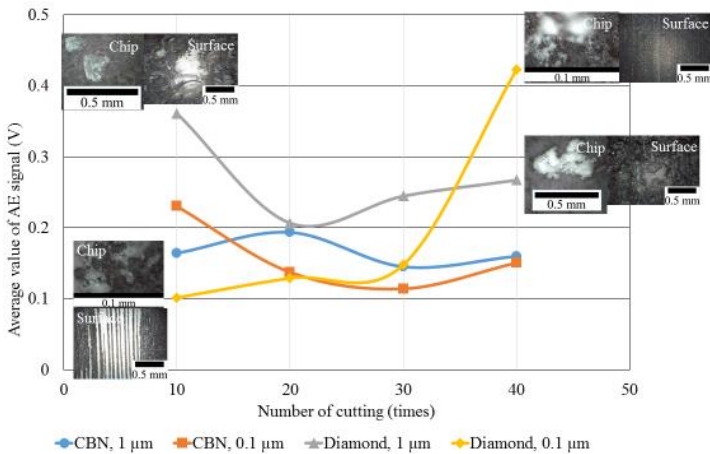 0.5
0.4
0.3
0.2
0.1
0
Average value of AE signal (V)
Chip
0.5 mm
Surface
0.5 mm
Chip
0.1 mm
Surface
0.5 mm
Chip
0.1 mm
Surface
0.5 mm
Chip
0.5 mm
Surface
0.5 mm
0 10 20 30 40 50
Number of cutting (times)
CBN, 1 μm CBN, 0.1 μm Diamond, 1 μm Diamond, 0.1 μm